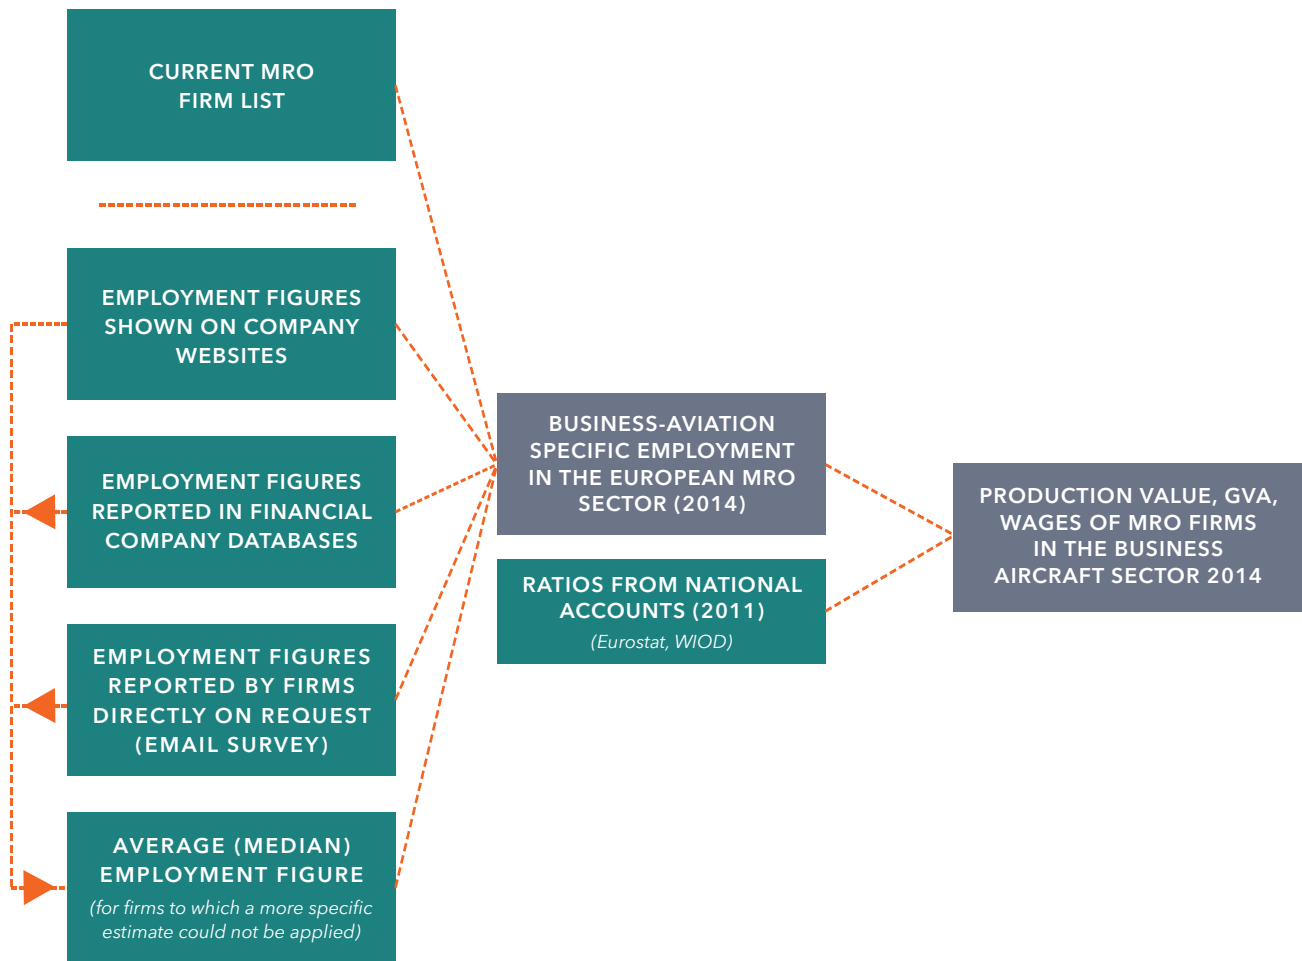 CURRENT MRO
FIRM LIST
EMPLOYMENT FIGURES
SHOWN ON COMPANY
WEBSITES
EMPLOYMENT FIGURES
REPORTED IN FINANCIAL
COMPANY DATABASES
EMPLOYMENT FIGURES
REPORTED BY FIRMS
DIRECTLY ON REQUEST
(EMAIL SURVEY)
AVERAGE (MEDIAN)
EMPLOYMENT FIGURE
(for firms to which a more specific
estimate could not be applied)
BUSINESS-AVIATION
SPECIFIC EMPLOYMENT
IN THE EUROPEAN MRO
SECTOR (2014)
RATIOS FROM NATIONAL
ACCOUNTS (2011)
(Eurostat, WIOD)
PRODUCTION VALUE, GVA,
WAGES OF MRO FIRMS
IN THE BUSINESS
AIRCRAFT SECTOR 2014